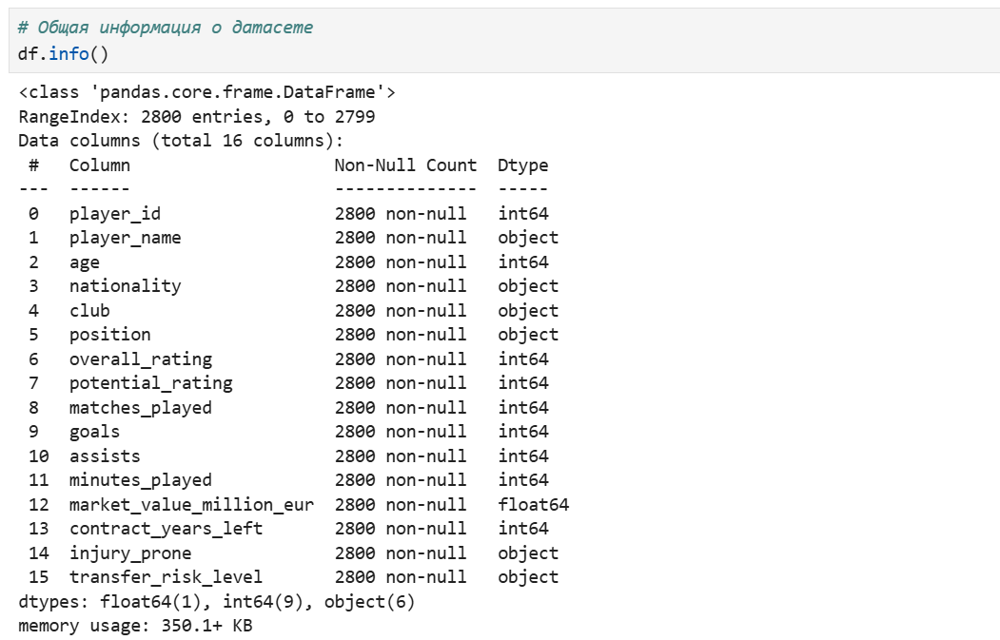 # Общая информация о датасете
df.info()
<class 'pandas.core.frame.DataFrame'>
RangeIndex: 2800 entries, 0 to 2799
Data columns (total 16 columns):
 #   Column                    Non-Null Count  Dtype
---  ------                    --------------  -----
 0   player_id                 2800 non-null   int64
 1   player_name               2800 non-null   object
 2   age                       2800 non-null   int64
 3   nationality               2800 non-null   object
 4   club                      2800 non-null   object
 5   position                  2800 non-null   object
 6   overall_rating            2800 non-null   int64
 7   potential_rating          2800 non-null   int64
 8   matches_played            2800 non-null   int64
 9   goals                     2800 non-null   int64
 10  assists                   2800 non-null   int64
 11  minutes_played            2800 non-null   int64
 12  market_value_million_eur  2800 non-null   float64
 13  contract_years_left       2800 non-null   int64
 14  injury_prone              2800 non-null   object
 15  transfer_risk_level       2800 non-null   object
dtypes: float64(1), int64(9), object(6)
memory usage: 350.1+ KB